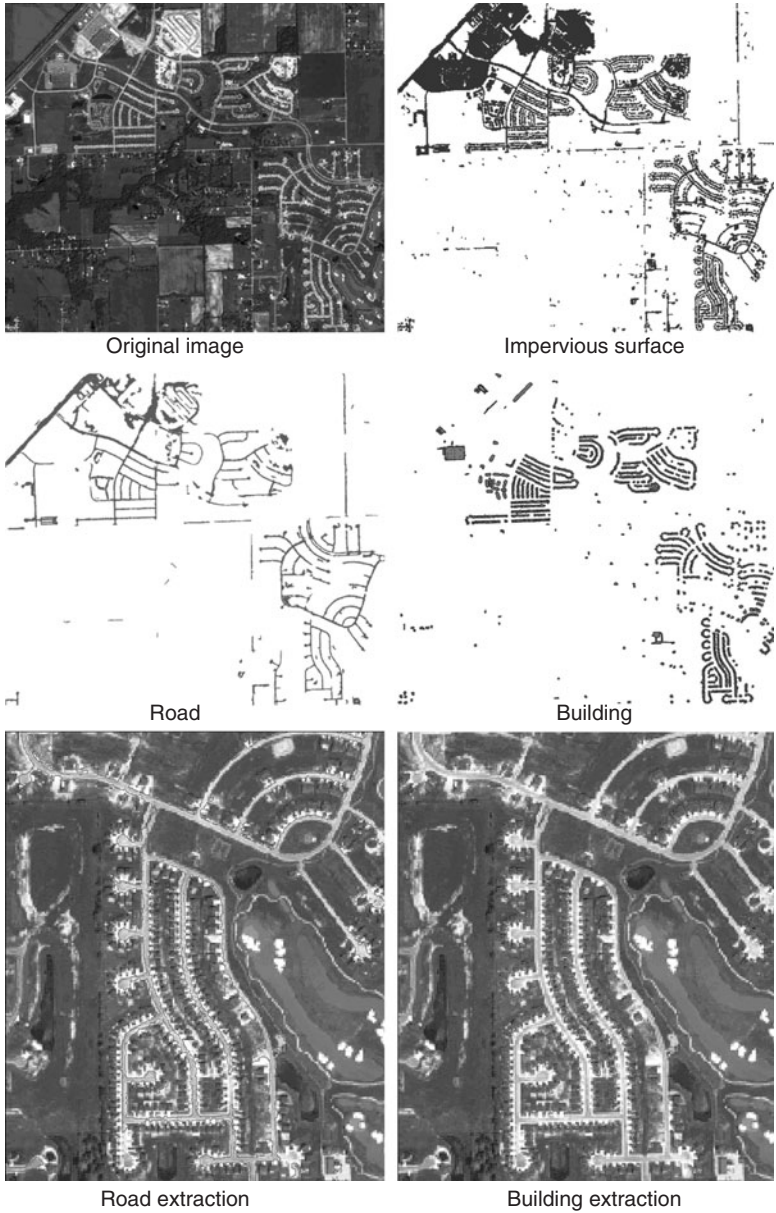 Original image
Impervious surface
Road
Building
Road extraction
Building extraction